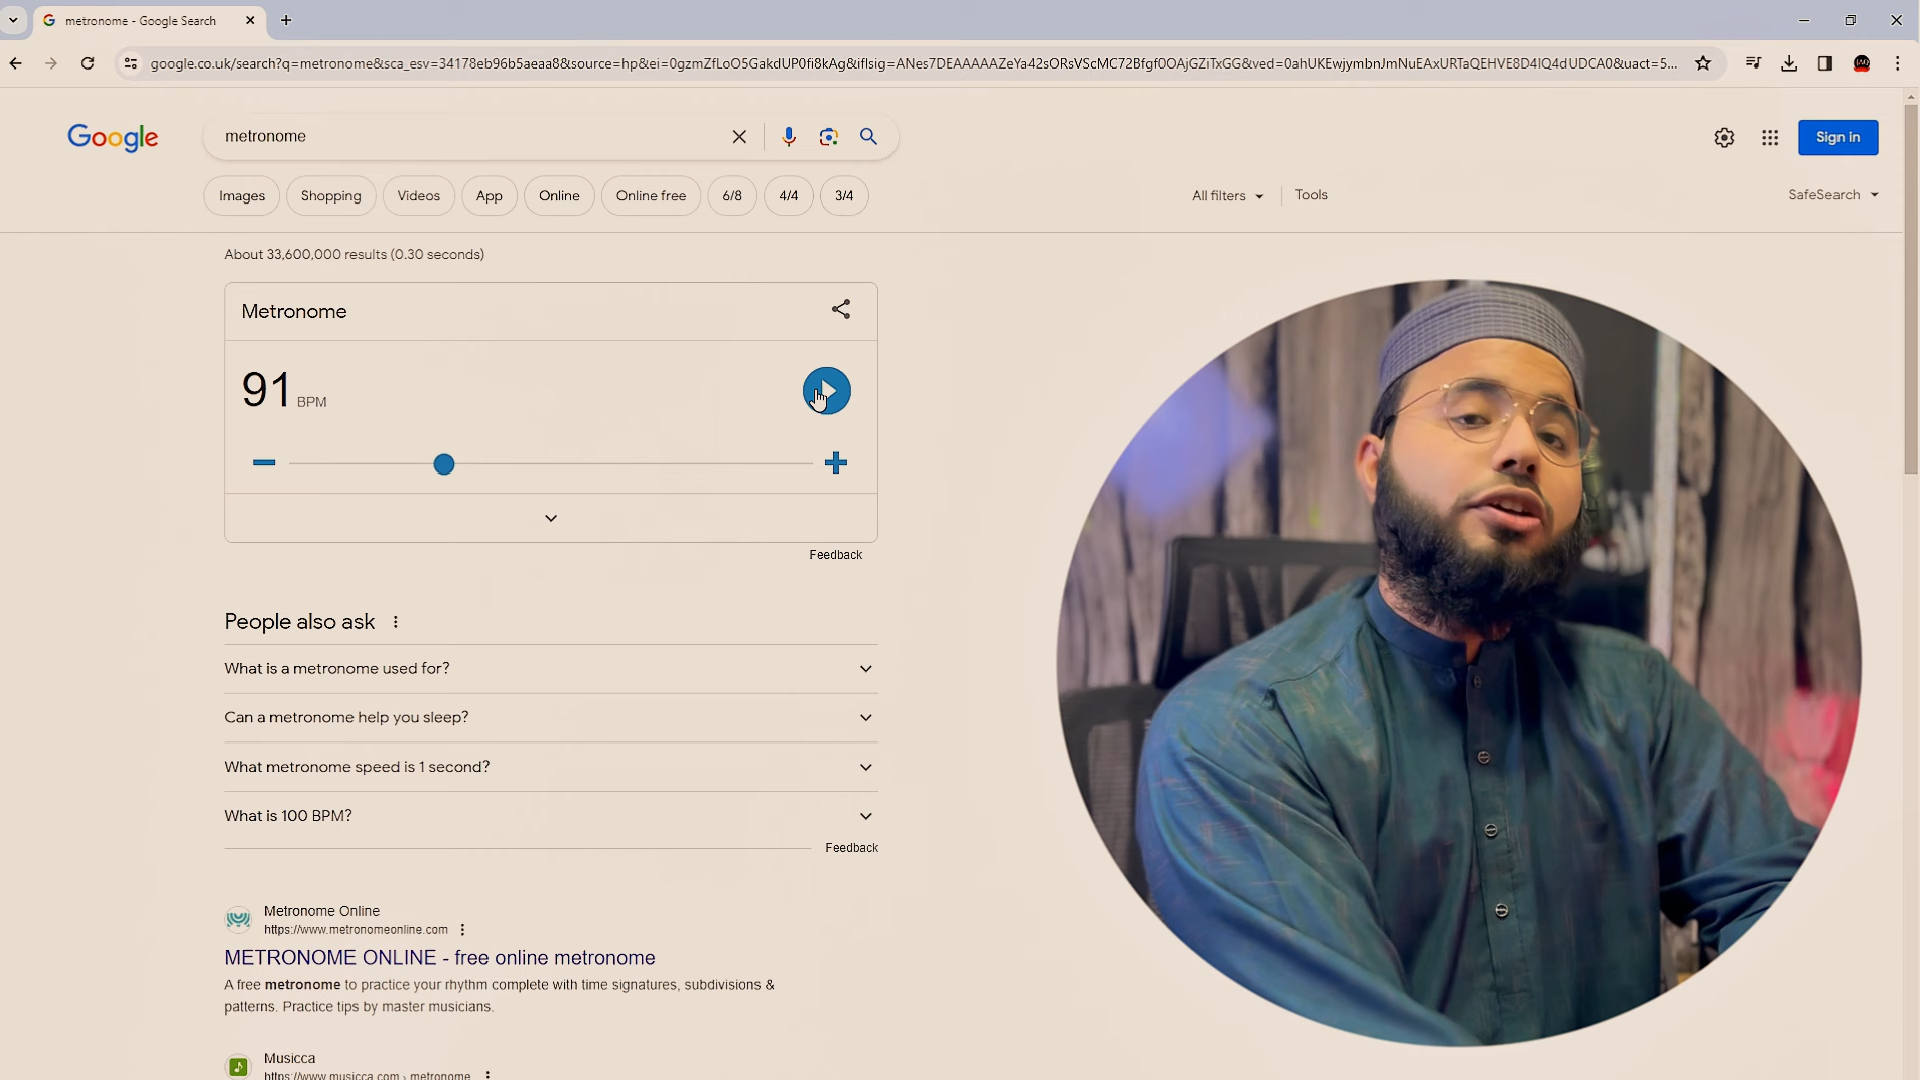 metronome - Google Search
google.co.uk/search?q=metronome&sca_esv=34178eb96b5aeaa8&source=hp&ei=0gzmZfLoO5GakdUP0fi8kAg&iflsig=ANes7DEAAAAAZeYa42sORsVScMC72Bfgf0OAjGZiTxGG&ved=0ahUKEwjymbnJmNuEAxURTaQEHVE8D4IQ4dUDCA0&uact=5...
Google
metronome
Sign in
Images
Shopping
Videos
App
Online
Online free
6/8
4/4
3/4
All filters
Tools
SafeSearch
About 33,600,000 results (0.30 seconds)
Metronome
91 BPM
Feedback
People also ask
What is a metronome used for?
Can a metronome help you sleep?
What metronome speed is 1 second?
What is 100 BPM?
Feedback
Metronome Online
https://www.metronomeonline.com
METRONOME ONLINE - free online metronome
A free metronome to practice your rhythm complete with time signatures, subdivisions &
patterns. Practice tips by master musicians.
Musicca
https://www.musicca.com › metronome